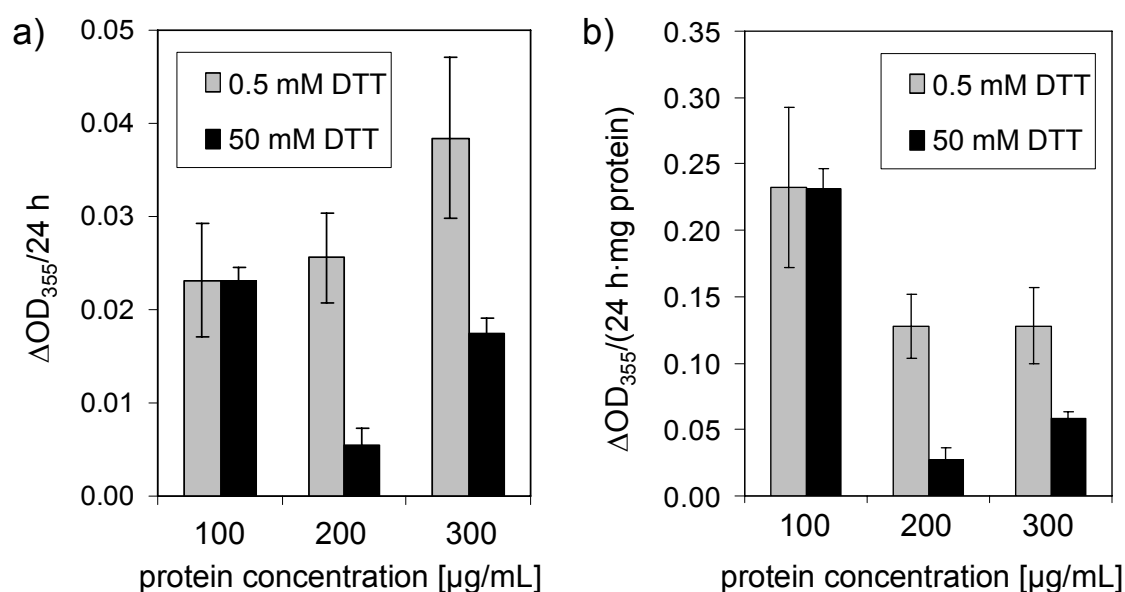 a)
ΔOD355/24 h
0.05
0.04
0.03
0.02
0.01
0.00
0.5 mM DTT
50 mM DTT
100 200 300
protein concentration [µg/mL]
b)
ΔOD355/(24 h·mg protein)
0.35
0.30
0.25
0.20
0.15
0.10
0.05
0.00
0.5 mM DTT
50 mM DTT
100 200 300
protein concentration [µg/mL]